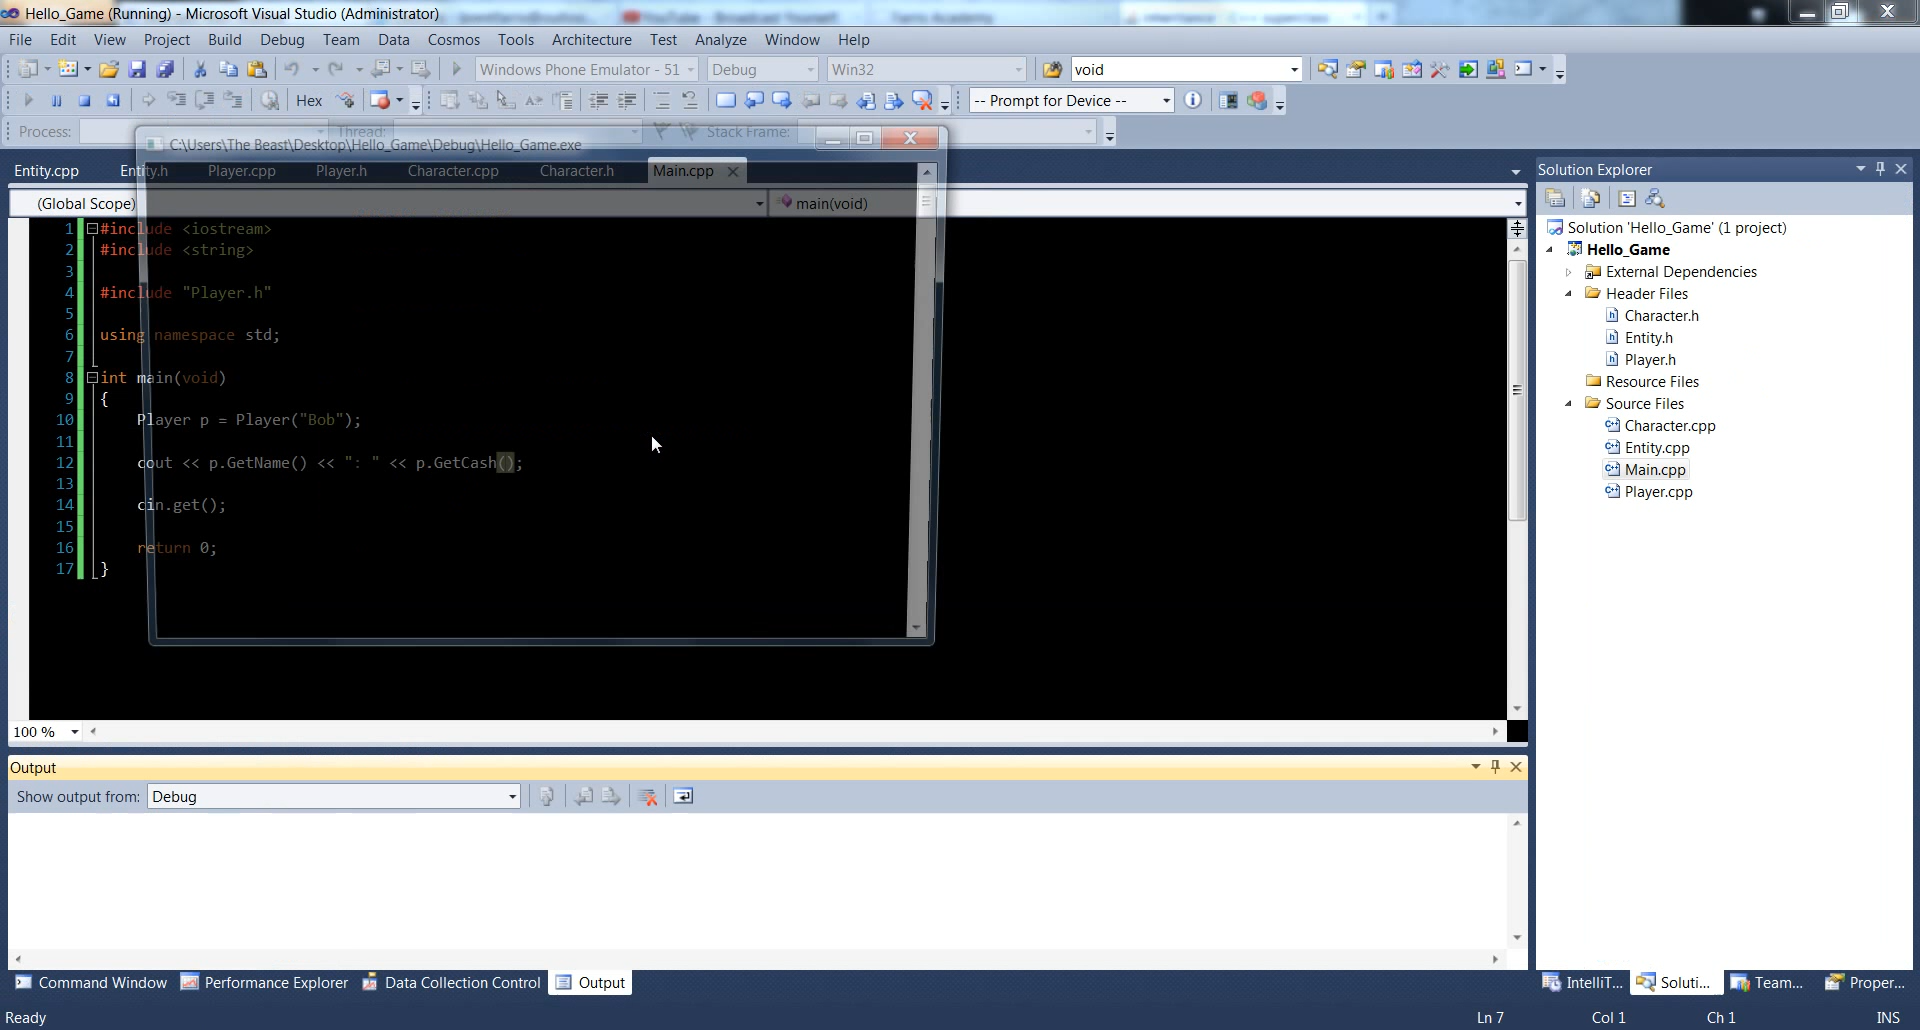 Hello_Game (Running) - Microsoft Visual Studio (Administrator)
File Edit View Project Build Debug Team Data Cosmos Tools Architecture Test Analyze Window Help
Windows Phone Emulator - 51 Debug Win32 void
Hex -- Prompt for Device --
Process: Thread: Stack Frame:
C:\Users\The Beast\Desktop\Hello_Game\Debug\Hello_Game.exe
Entity.cpp Entity.h Player.cpp Player.h Character.cpp Character.h Main.cpp
(Global Scope) main(void)
1 #include <iostream>
2 #include <string>
3
4 #include "Player.h"
5
6 using namespace std;
7
8 int main(void)
9 {
10 Player p = Player("Bob");
11
12 cout << p.GetName() << ": " << p.GetCash();
13
14 cin.get();
15
16 return 0;
17 }
100 %
Output
Show output from: Debug
Command Window Performance Explorer Data Collection Control Output
Solution Explorer
Solution 'Hello_Game' (1 project)
Hello_Game
External Dependencies
Header Files
Character.h
Entity.h
Player.h
Resource Files
Source Files
Character.cpp
Entity.cpp
Main.cpp
Player.cpp
IntelliT... Soluti... Team... Proper...
Ready Ln 7 Col 1 Ch 1 INS